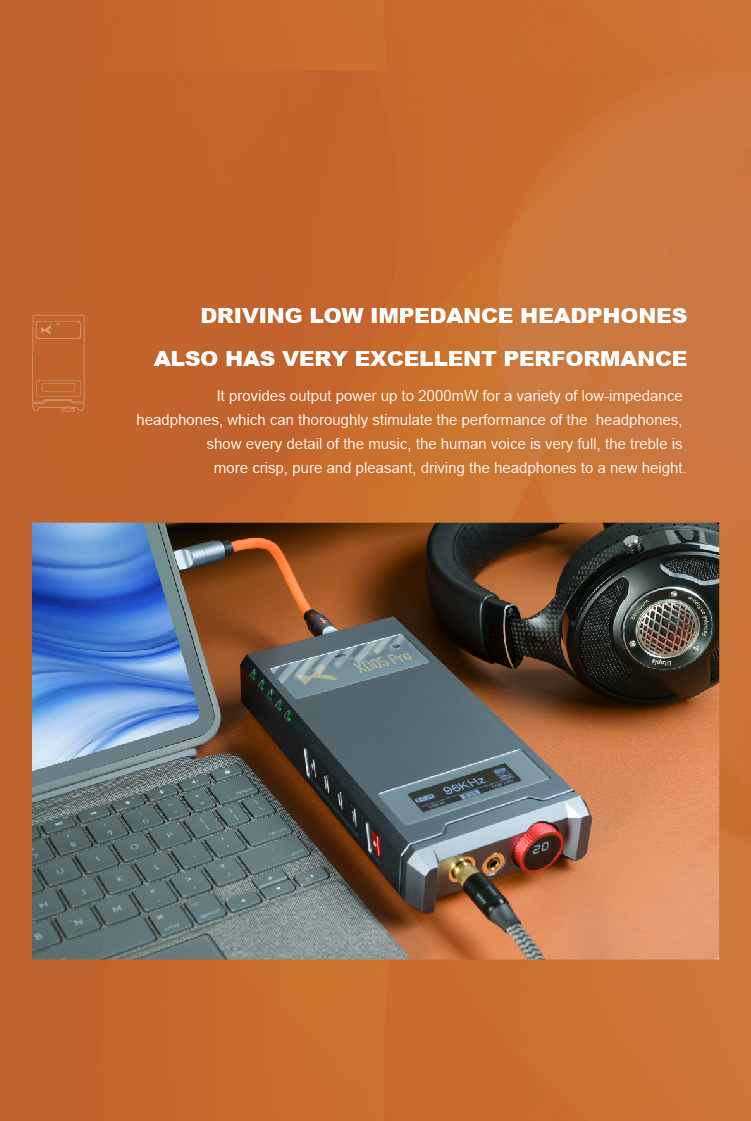 DRIVING LOW IMPEDANCE HEADPHONES
ALSO HAS VERY EXCELLENT PERFORMANCE
It provides output power up to 2000mW for a variety of low-impedance
headphones, which can thoroughly stimulate the performance of the  headphones,
show every detail of the music, the human voice is very full, the treble is
more crisp, pure and pleasant, driving the headphones to a new height.
XD05 Pro
96KHz
20
Utopia